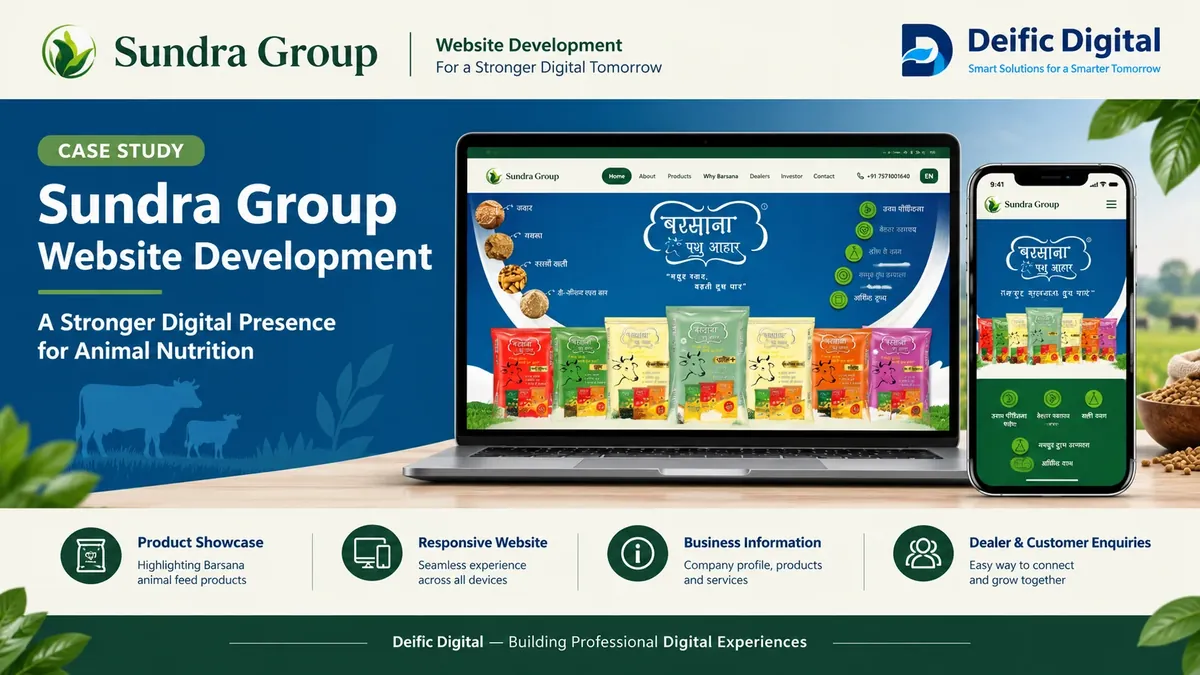 Sundra Group
Website Development
For a Stronger Digital Tomorrow
Deific Digital
Smart Solutions for a Smarter Tomorrow
CASE STUDY
Sundra Group
Website Development
A Stronger Digital Presence
for Animal Nutrition
Sundra Group
Home About Products Why Barsana Dealers Investor Contact +91 7571001640 EN
बरसाना
पशु आहार
9:41
Sundra Group
बरसाना
पशु आहार
Product Showcase
Highlighting Barsana
animal feed products
Responsive Website
Seamless experience
across all devices
Business Information
Company profile, products
and services
Dealer & Customer Enquiries
Easy way to connect
and grow together
Deific Digital — Building Professional Digital Experiences